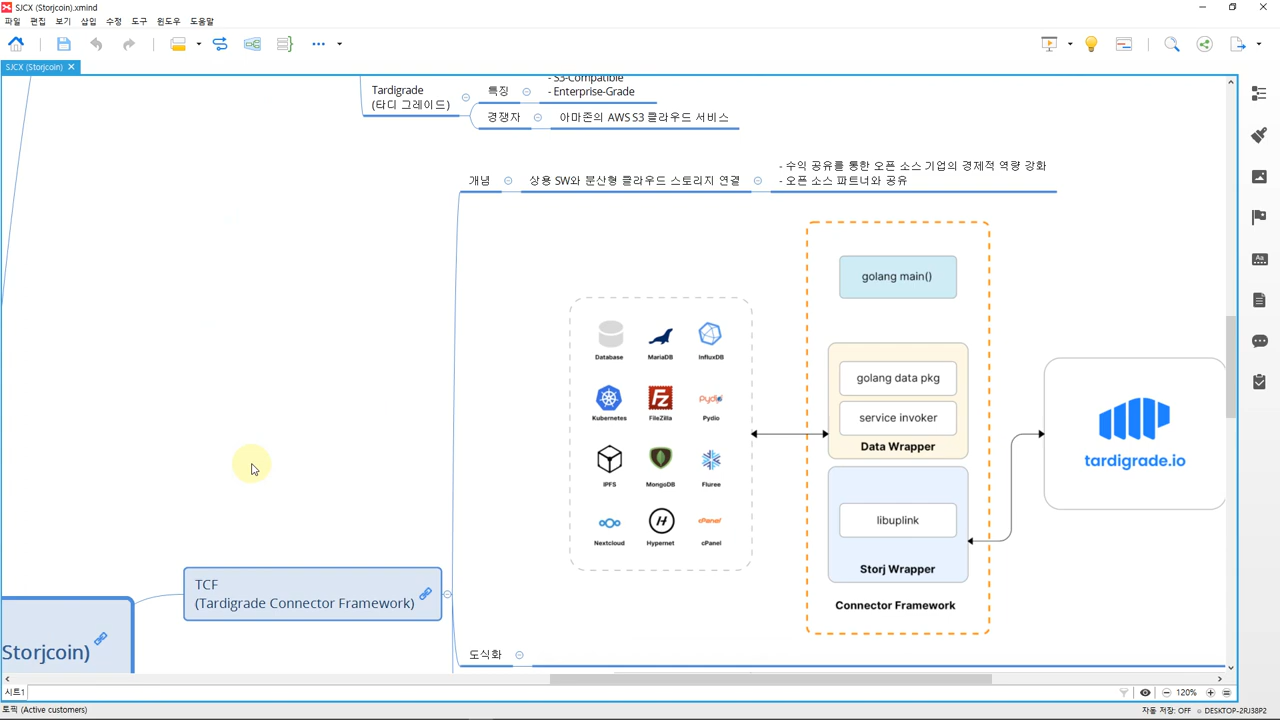 SJCX (Storjcoin).xmind
파일 편집 보기 삽입 수정 도구 윈도우 도움말
SJCX (Storjcoin)
- S3-Compatible
- Enterprise-Grade
Tardigrade
(타디 그레이드)
특징
경쟁자
아마존의 AWS S3 클라우드 서비스
개념
상용 SW와 분산형 클라우드 스토리지 연결
- 수익 공유를 통한 오픈 소스 기업의 경제적 역량 강화
- 오픈 소스 파트너와 공유
golang main()
Database MariaDB InfluxDB
golang data pkg
Kubernetes FileZilla Pydio
service invoker
Data Wrapper
tardigrade.io
IPFS MongoDB Fluree
libuplink
Nextcloud Hypernet cPanel
Storj Wrapper
Connector Framework
TCF
(Tardigrade Connector Framework)
Storjcoin)
도식화
시트1
120%
토픽 (Active customers)
자동 저장: OFF
DESKTOP-2RJ38P2